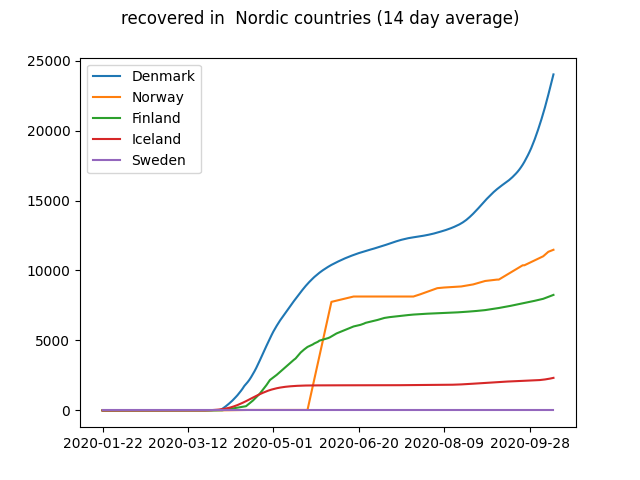 recovered in  Nordic countries (14 day average)
25000
20000
15000
10000
5000
0
Denmark
Norway
Finland
Iceland
Sweden
2020-01-22 2020-03-12 2020-05-01 2020-06-20 2020-08-09 2020-09-28